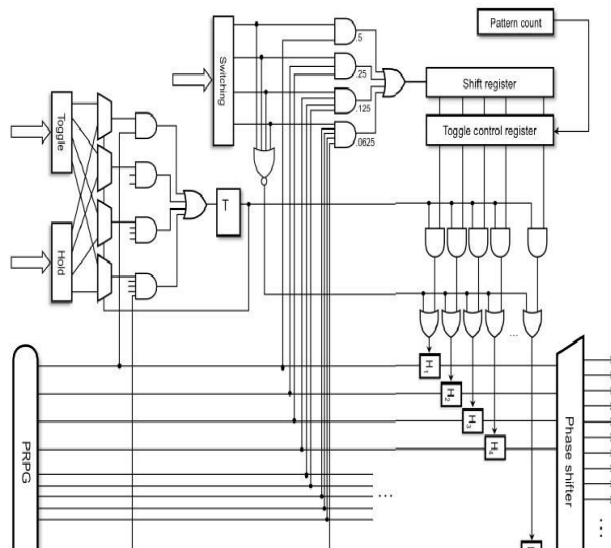 Pattern count
Switching
.5
.25
.125
.0625
Shift register
Toggle control register
Toggle
Hold
T
H1
H2
H3
H4
...
PRPG
...
Phase shifter
...